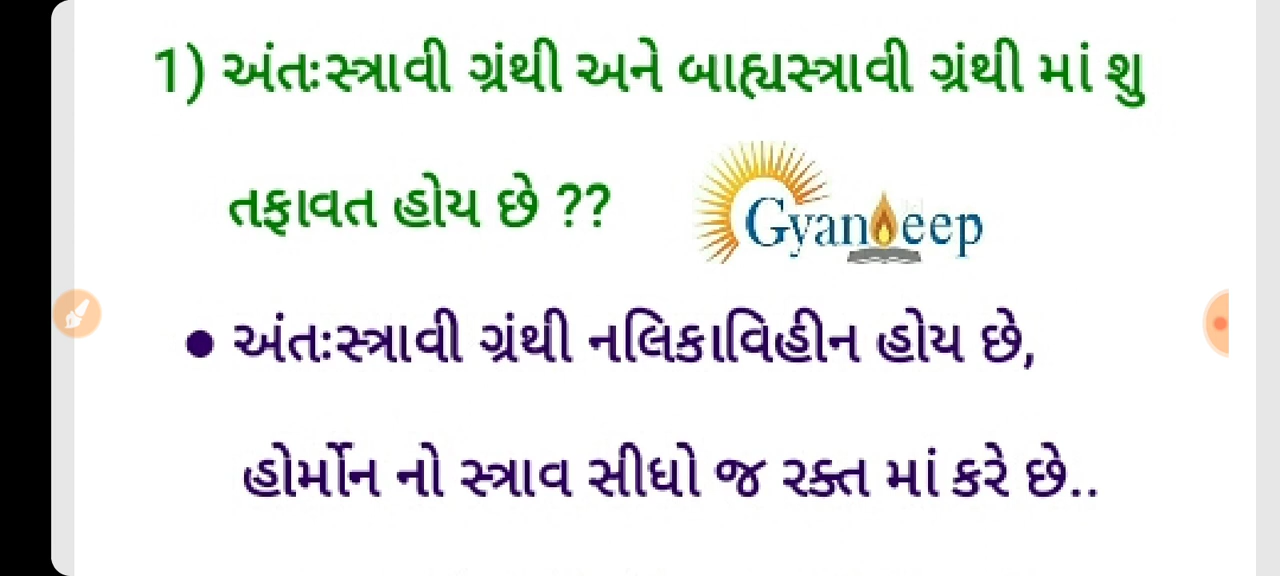 1) અંતઃસ્ત્રાવી ગ્રંથી અને બાહ્યસ્ત્રાવી ગ્રંથી માં શુ
તફાવત હોય છે ??
Gyandeep
• અંતઃસ્ત્રાવી ગ્રંથી નલિકાવિહીન હોય છે,
હોર્મોન નો સ્ત્રાવ સીધો જ રક્ત માં કરે છે..